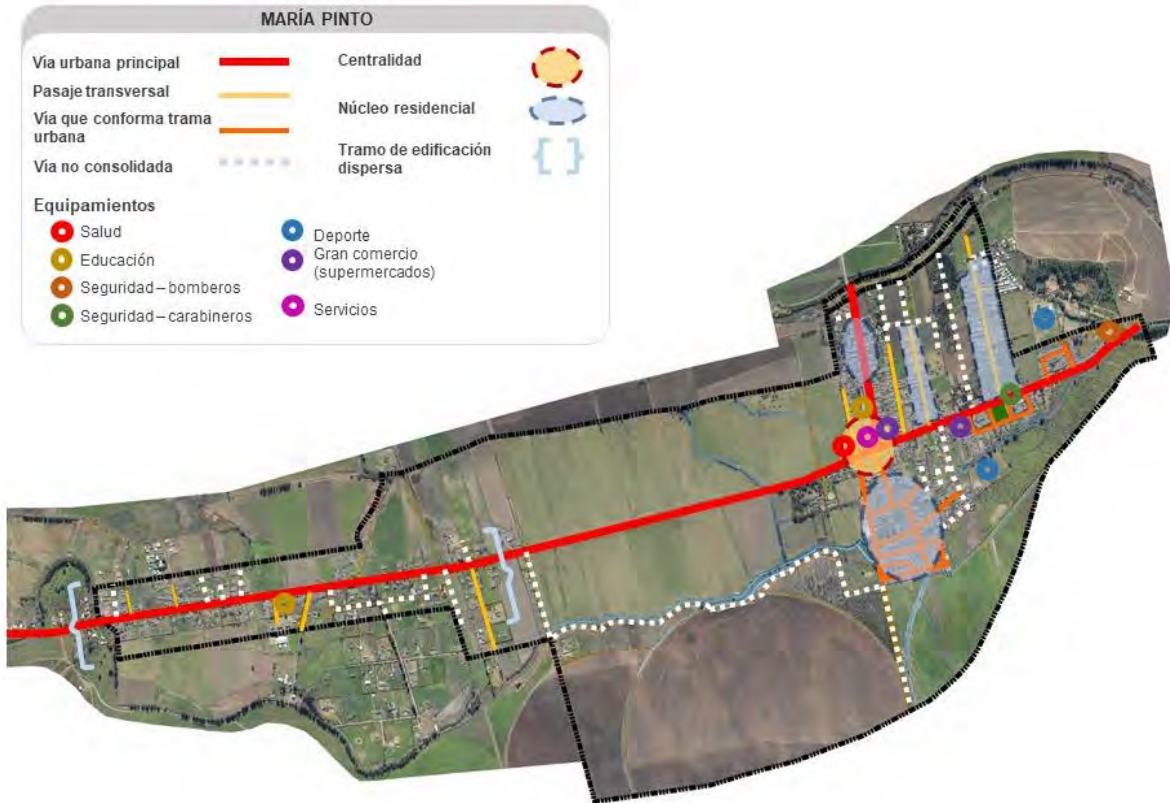 MARÍA PINTO
Vía urbana principal
Pasaje transversal
Vía que conforma trama
urbana
Vía no consolidada
Centralidad
Núcleo residencial
Tramo de edificación
dispersa
Equipamientos
Salud
Educación
Seguridad – bomberos
Seguridad – carabineros
Deporte
Gran comercio
(supermercados)
Servicios